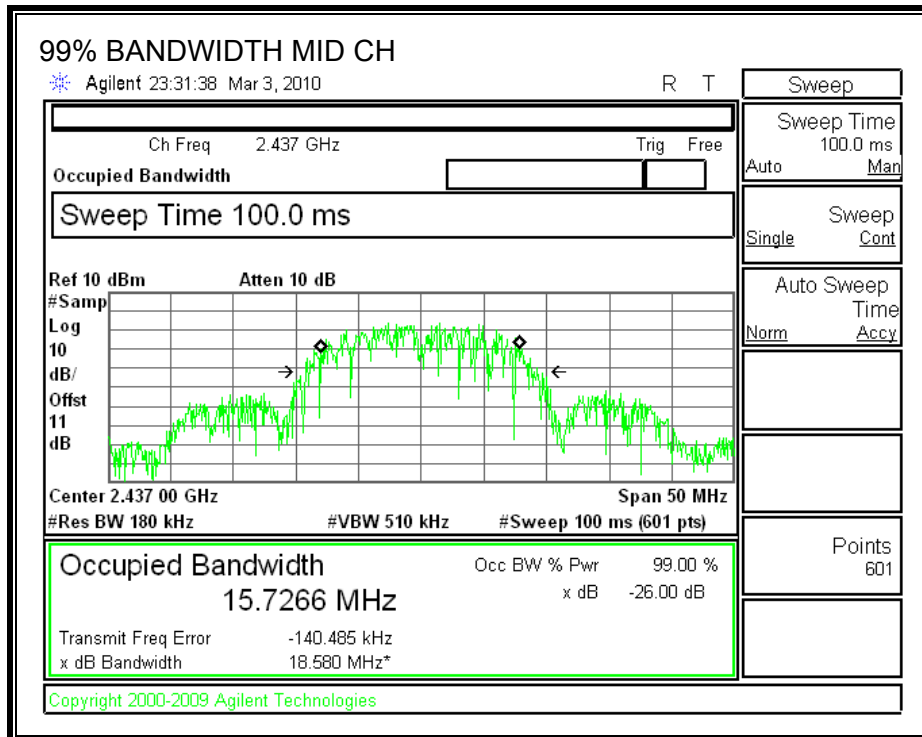 99% BANDWIDTH MID CH
Agilent 23:31:38 Mar 3, 2010 R T
Ch Freq 2.437 GHz Trig Free
Occupied Bandwidth
Sweep Time 100.0 ms
Ref 10 dBm Atten 10 dB
#Samp
Log
10
dB/
Offst
11
dB
Center 2.437 00 GHz Span 50 MHz
#Res BW 180 kHz #VBW 510 kHz #Sweep 100 ms (601 pts)
Occupied Bandwidth Occ BW % Pwr 99.00 %
15.7266 MHz x dB -26.00 dB
Transmit Freq Error -140.485 kHz
x dB Bandwidth 18.580 MHz*
Copyright 2000-2009 Agilent Technologies
Sweep
Sweep Time
100.0 ms
Auto Man
Sweep
Single Cont
Auto Sweep
Time
Norm Accy
Points
601